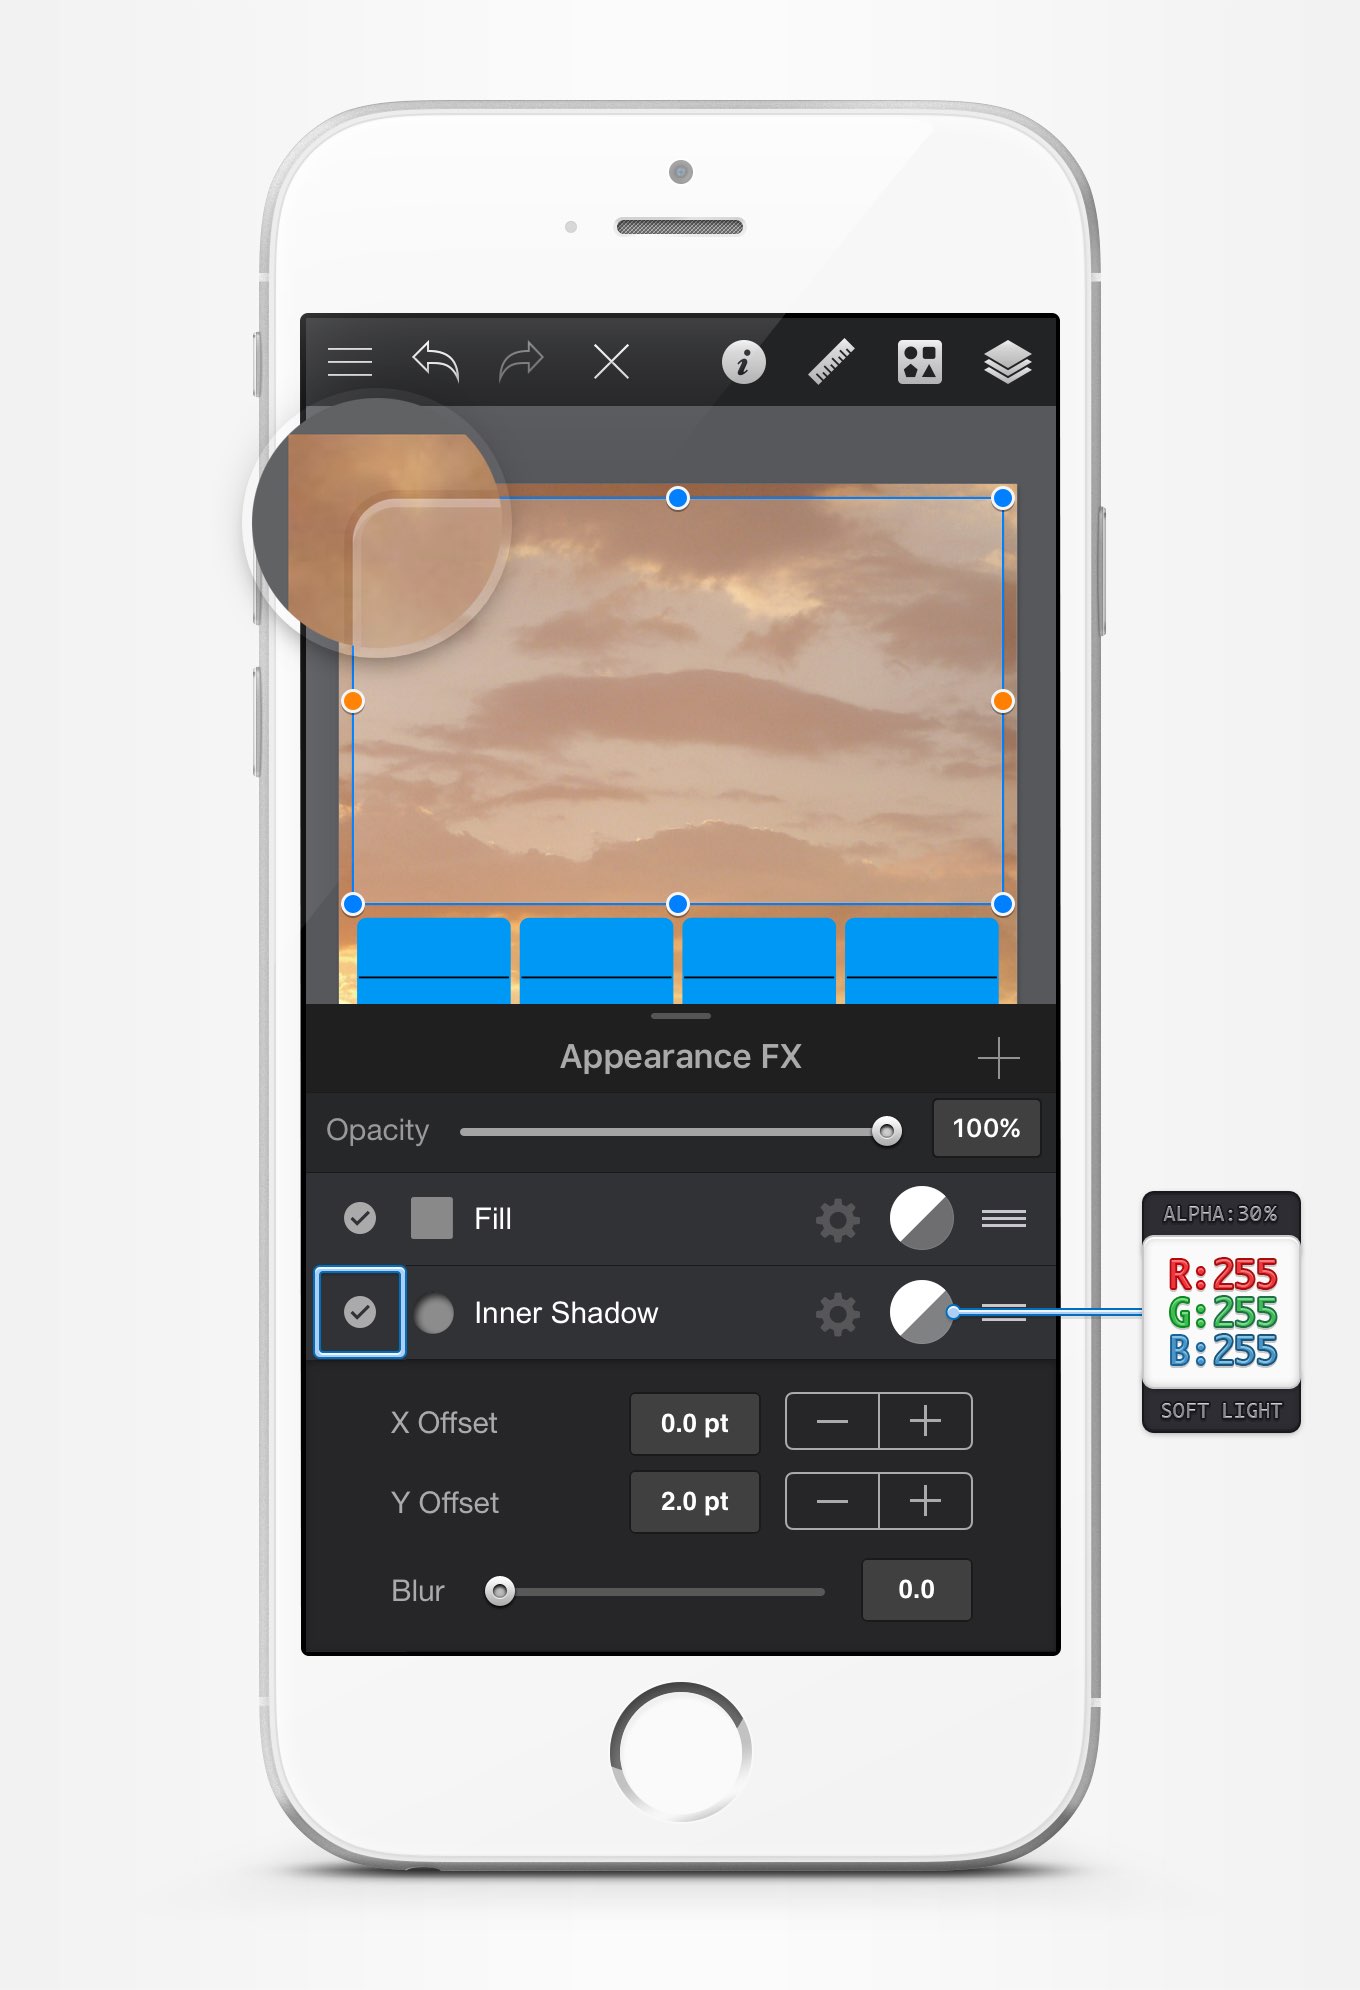 Appearance FX
Opacity
100%
Fill
Inner Shadow
X Offset
0.0 pt
Y Offset
2.0 pt
Blur
0.0
ALPHA:30%
R:255
G:255
B:255
SOFT LIGHT